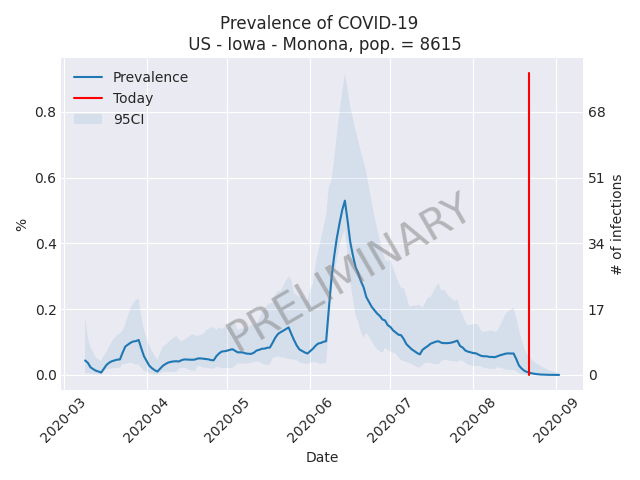 Prevalence of COVID-19
US - Iowa - Monona, pop. = 8615
Prevalence
Today
95CI
0.8
0.6
0.4
0.2
0.0
%
68
51
34
17
0
# of infections
PRELIMINARY
2020-03
2020-04
2020-05
2020-06
2020-07
2020-08
2020-09
Date